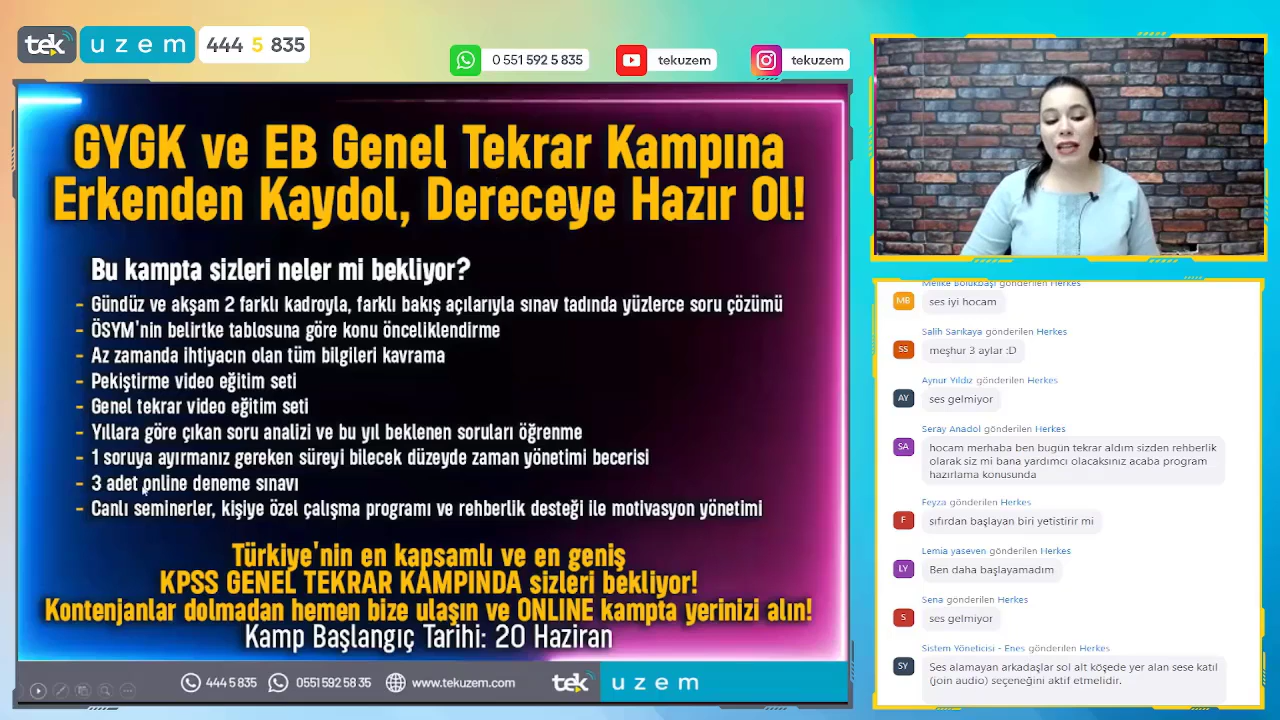 tek uzem 444 5 835
0 551 592 5 835
tekuzem
tekuzem
GYGK ve EB Genel Tekrar Kampına
Erkenden Kaydol, Dereceye Hazır Ol!
Bu kampta sizleri neler mi bekliyor?
- Gündüz ve akşam 2 farklı kadroyla, farklı bakış açılarıyla sınav tadında yüzlerce soru çözümü
- ÖSYM'nin belirtke tablosuna göre konu önceliklendirme
- Az zamanda ihtiyacın olan tüm bilgileri kavrama
- Pekiştirme video eğitim seti
- Genel tekrar video eğitim seti
- Yıllara göre çıkan soru analizi ve bu yıl beklenen soruları öğrenme
- 1 soruya ayırmanız gereken süreyi bilecek düzeyde zaman yönetimi becerisi
- 3 adet online deneme sınavı
- Canlı seminerler, kişiye özel çalışma programı ve rehberlik desteği ile motivasyon yönetimi
Türkiye'nin en kapsamlı ve en geniş
KPSS GENEL TEKRAR KAMPINDA sizleri bekliyor!
Kontenjanlar dolmadan hemen bize ulaşın ve ONLINE kampta yerinizi alın!
Kamp Başlangıç Tarihi: 20 Haziran
444 5 835
0551 592 58 35
www.tekuzem.com
tek uzem
Melike Bölükbaşı gönderilen Herkes
MB
ses iyi hocam
Salih Sarıkaya gönderilen Herkes
SS
meşhur 3 aylar :D
Aynur Yıldız gönderilen Herkes
AY
ses gelmiyor
Seray Anadol gönderilen Herkes
SA
hocam merhaba ben bugün tekrar aldım sizden rehberlik
olarak siz mi bana yardımcı olacaksınız acaba program
hazırlama konusunda
Feyza gönderilen Herkes
F
sıfırdan başlayan biri yetistirir mi
Lemia yaseven gönderilen Herkes
LY
Ben daha başlayamadım
Sena gönderilen Herkes
S
ses gelmiyor
Sistem Yöneticisi - Enes gönderilen Herkes
SY
Ses alamayan arkadaşlar sol alt köşede yer alan sese katıl
(join audio) seçeneğini aktif etmelidir.